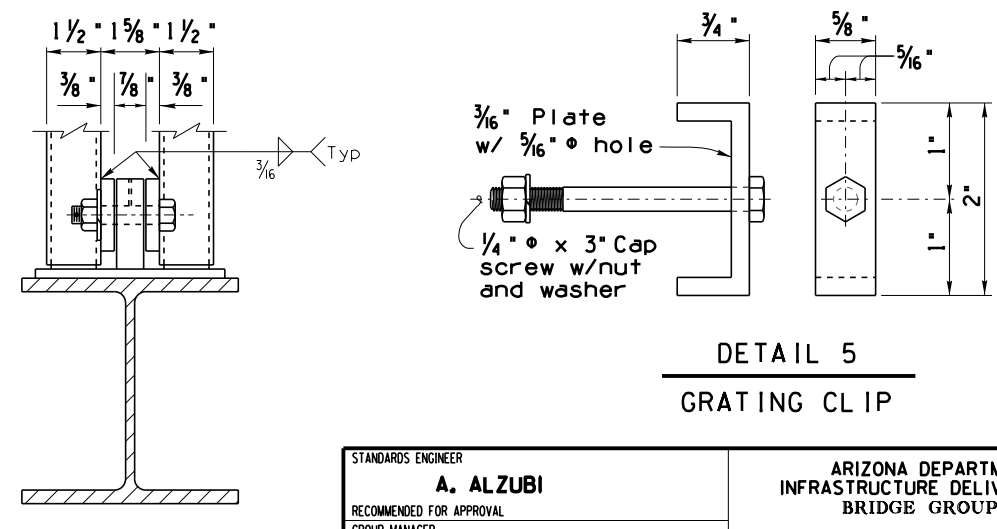 1 1/2" 1 5/8" 1 1/2"
3/8" 7/8" 3/8"
3/16 Typ
3/4" 5/8"
5/16"
3/16" Plate
w/ 5/16" Φ hole
1/4" Φ x 3" Cap
screw w/nut
and washer
1"
1"
2"
DETAIL 5
GRATING CLIP
STANDARDS ENGINEER
A. ALZUBI
RECOMMENDED FOR APPROVAL
GROUP MANAGER
ARIZONA DEPARTM
INFRASTRUCTURE DELIV
BRIDGE GROUP